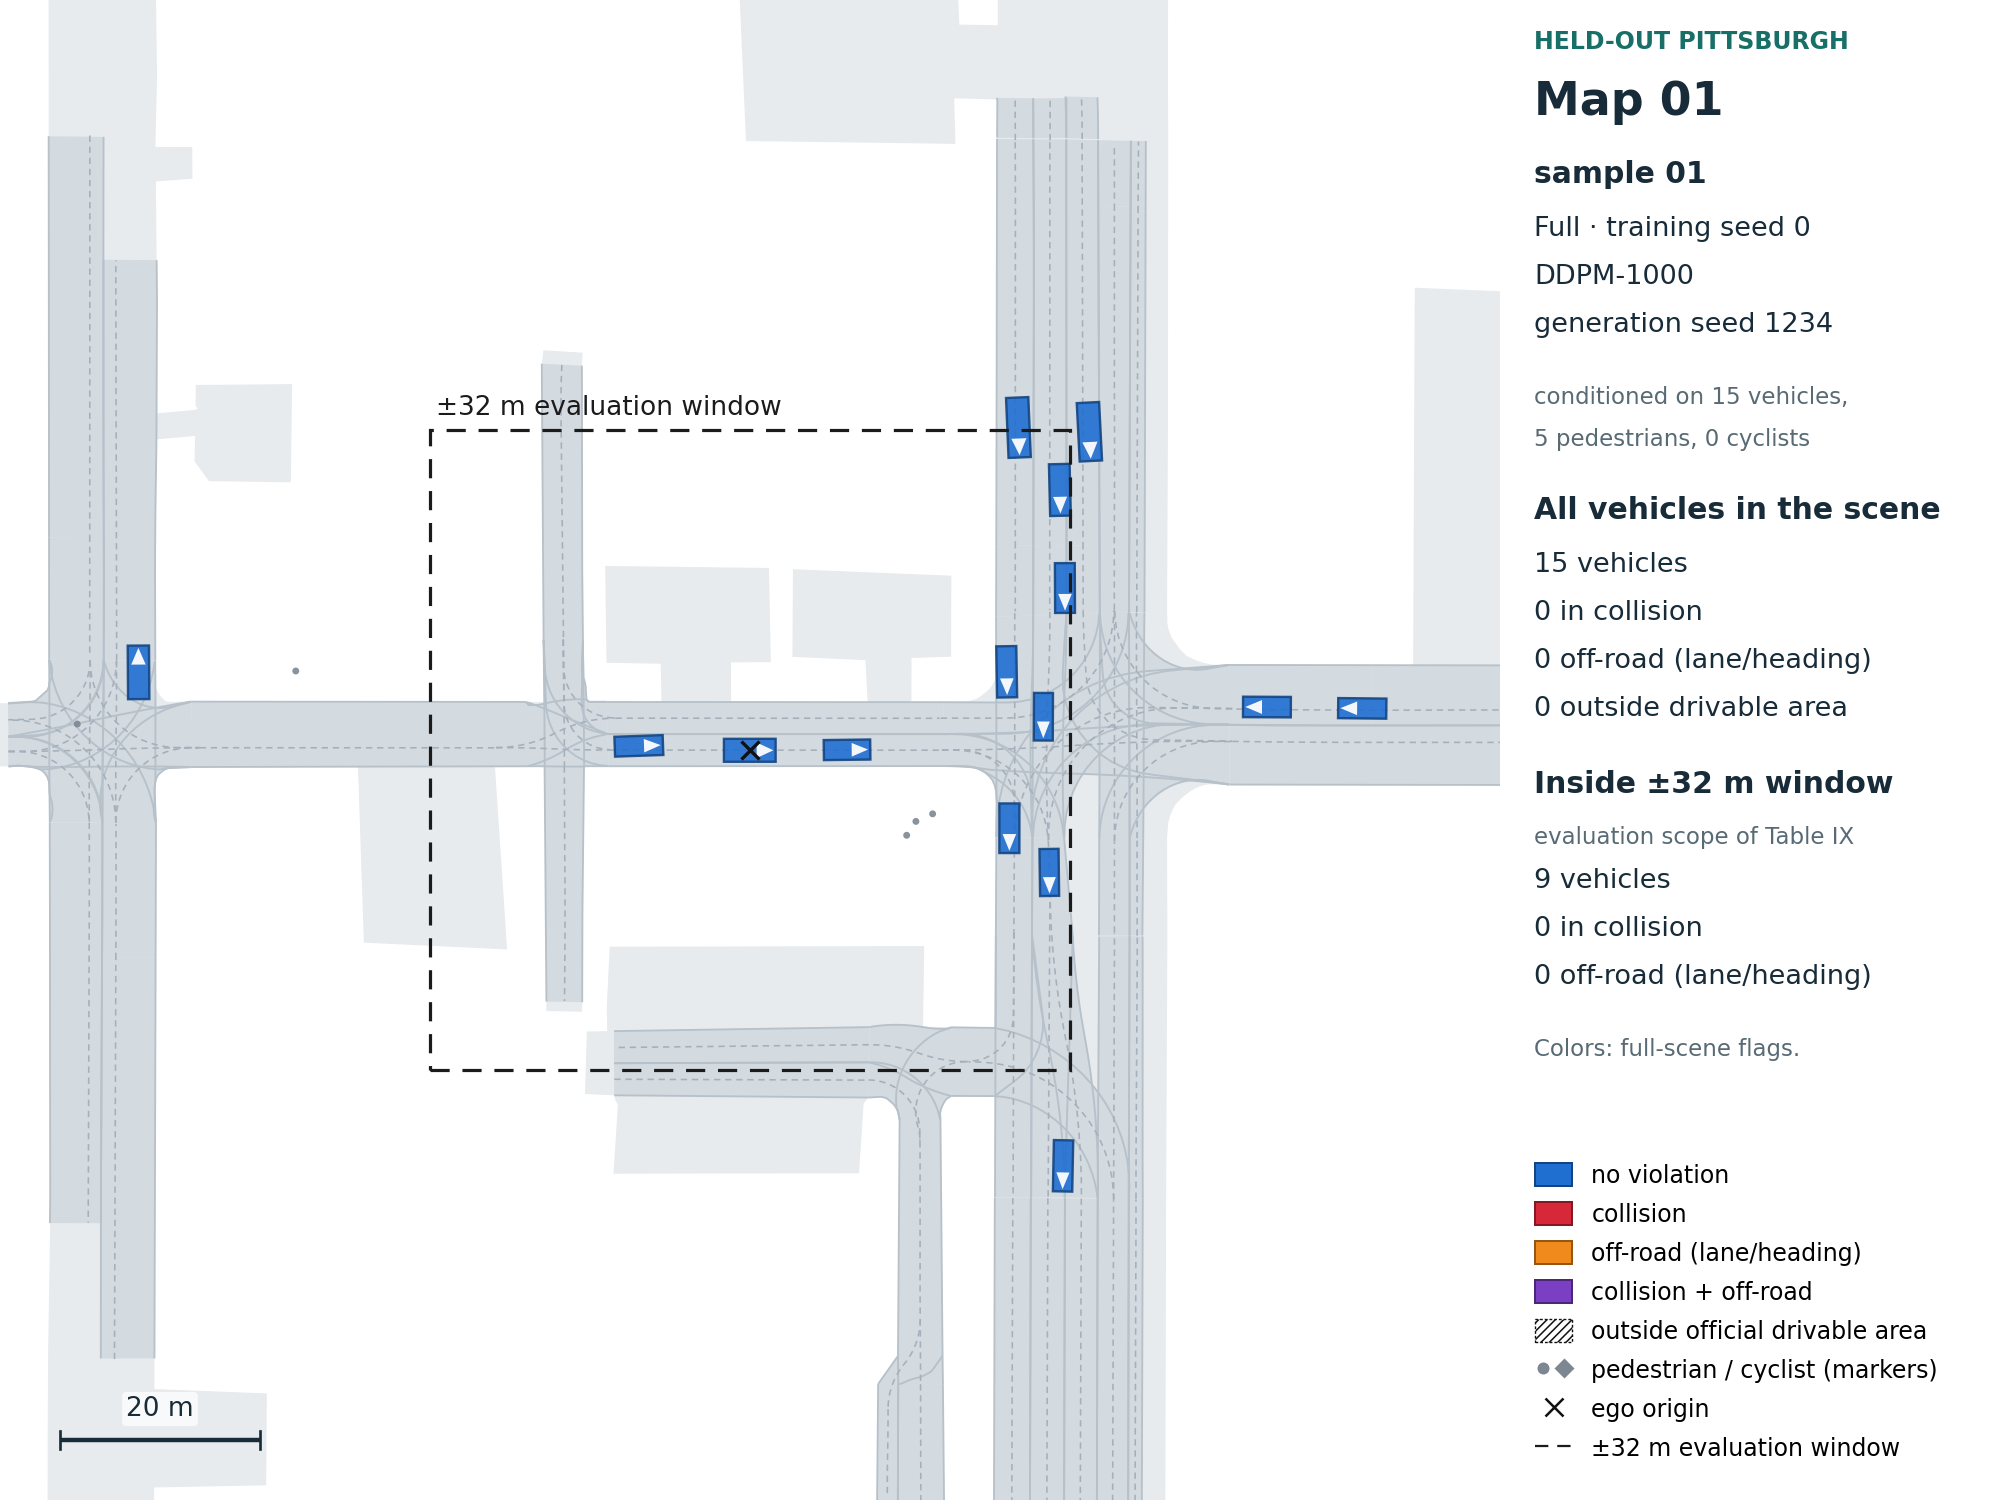 HELD-OUT PITTSBURGH
Map 01
sample 01
Full · training seed 0
DDPM-1000
generation seed 1234
conditioned on 15 vehicles,
5 pedestrians, 0 cyclists
All vehicles in the scene
15 vehicles
0 in collision
0 off-road (lane/heading)
0 outside drivable area
Inside ±32 m window
evaluation scope of Table IX
9 vehicles
0 in collision
0 off-road (lane/heading)
Colors: full-scene flags.
no violation
collision
off-road (lane/heading)
collision + off-road
outside official drivable area
pedestrian / cyclist (markers)
ego origin
±32 m evaluation window
±32 m evaluation window
20 m